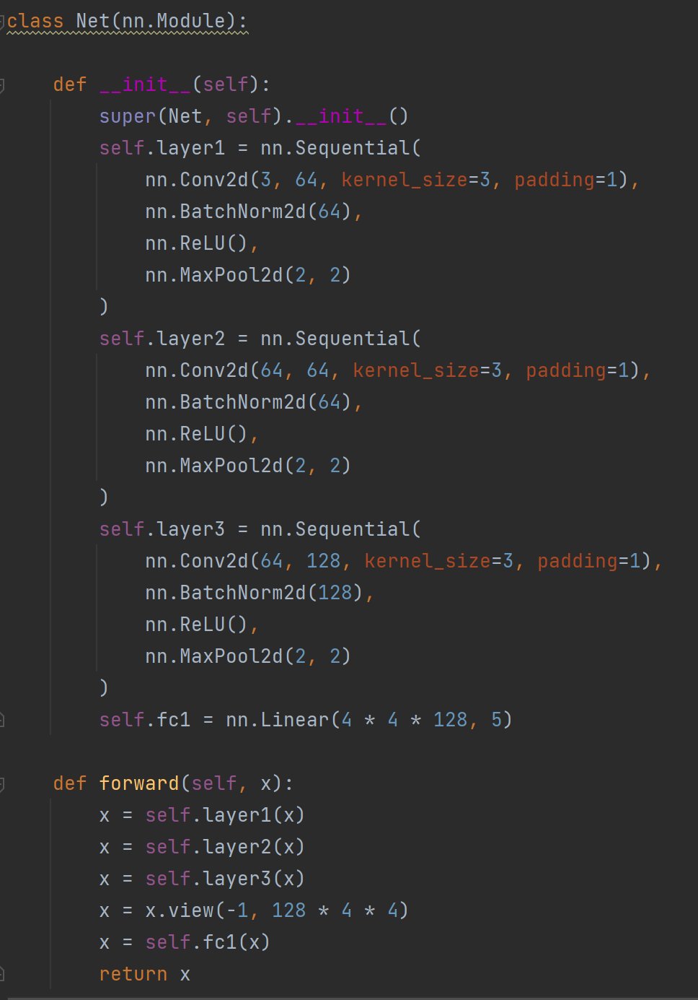 class Net(nn.Module):
def __init__(self):
super(Net, self).__init__()
self.layer1 = nn.Sequential(
nn.Conv2d(3, 64, kernel_size=3, padding=1),
nn.BatchNorm2d(64),
nn.ReLU(),
nn.MaxPool2d(2, 2)
)
self.layer2 = nn.Sequential(
nn.Conv2d(64, 64, kernel_size=3, padding=1),
nn.BatchNorm2d(64),
nn.ReLU(),
nn.MaxPool2d(2, 2)
)
self.layer3 = nn.Sequential(
nn.Conv2d(64, 128, kernel_size=3, padding=1),
nn.BatchNorm2d(128),
nn.ReLU(),
nn.MaxPool2d(2, 2)
)
self.fc1 = nn.Linear(4 * 4 * 128, 5)
def forward(self, x):
x = self.layer1(x)
x = self.layer2(x)
x = self.layer3(x)
x = x.view(-1, 128 * 4 * 4)
x = self.fc1(x)
return x